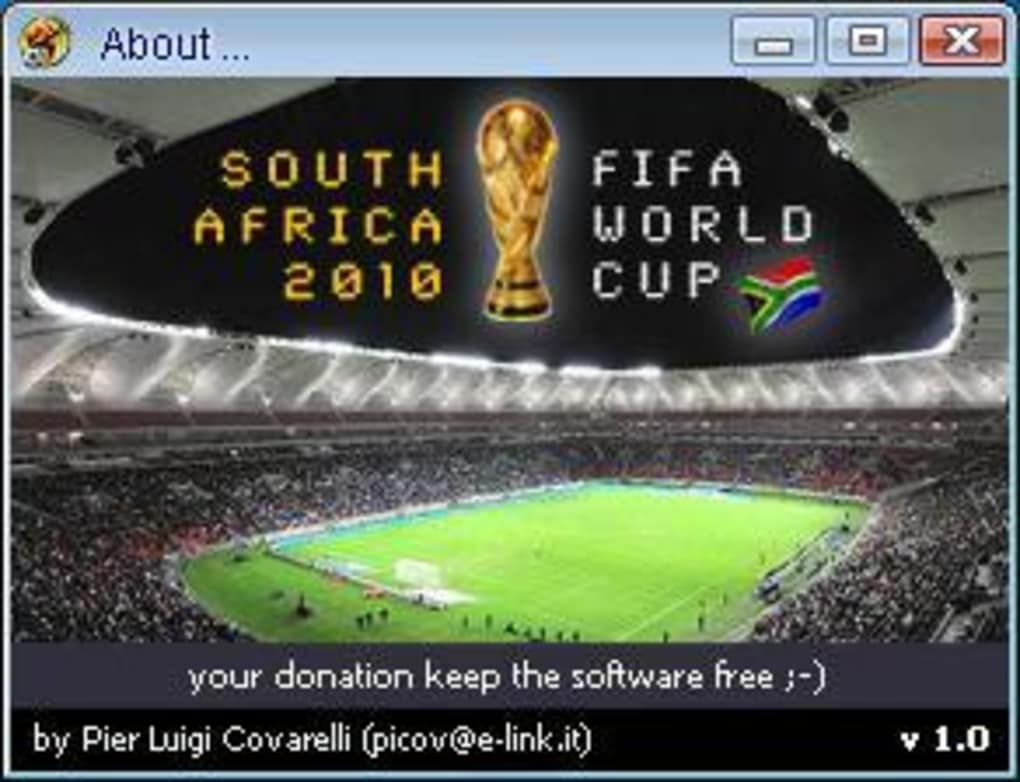 About ...
SOUTH
AFRICA
2010
FIFA
WORLD
CUP
your donation keep the software free ;-)
by Pier Luigi Covarelli (picov@e-link.it)
v 1.0